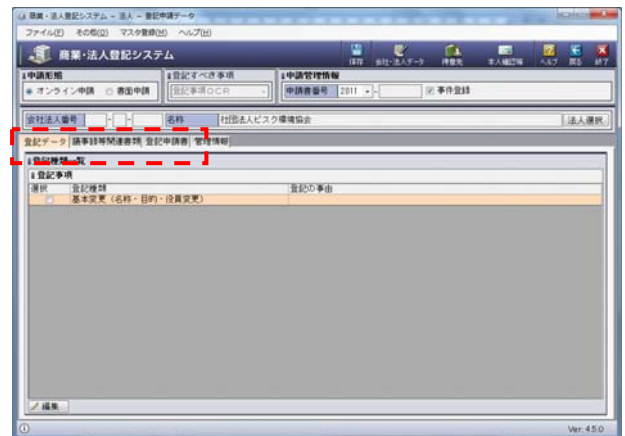 商業・法人登記システム － 法人 － 登記申請データ
ファイル(F) その他(O) マスタ登録(M) ヘルプ(H)
商業・法人登記システム
保存 会社・法人データ 得意先 本人確認等 ヘルプ 戻る 終了
申請形態 登記すべき事項 申請管理情報
オンライン申請 書面申請 登記事項OCR 申請書番号 2011 - 事件登録
会社法人番号 - - 名称 社団法人ビスク環境協会 法人選択
登記データ 議事録等関連書類 登記申請書 管理情報
登記種類一覧
登記事項
選択 登記種類 登記の事由
基本変更（名称・目的・役員変更）
編集
Ver. 4.5.0